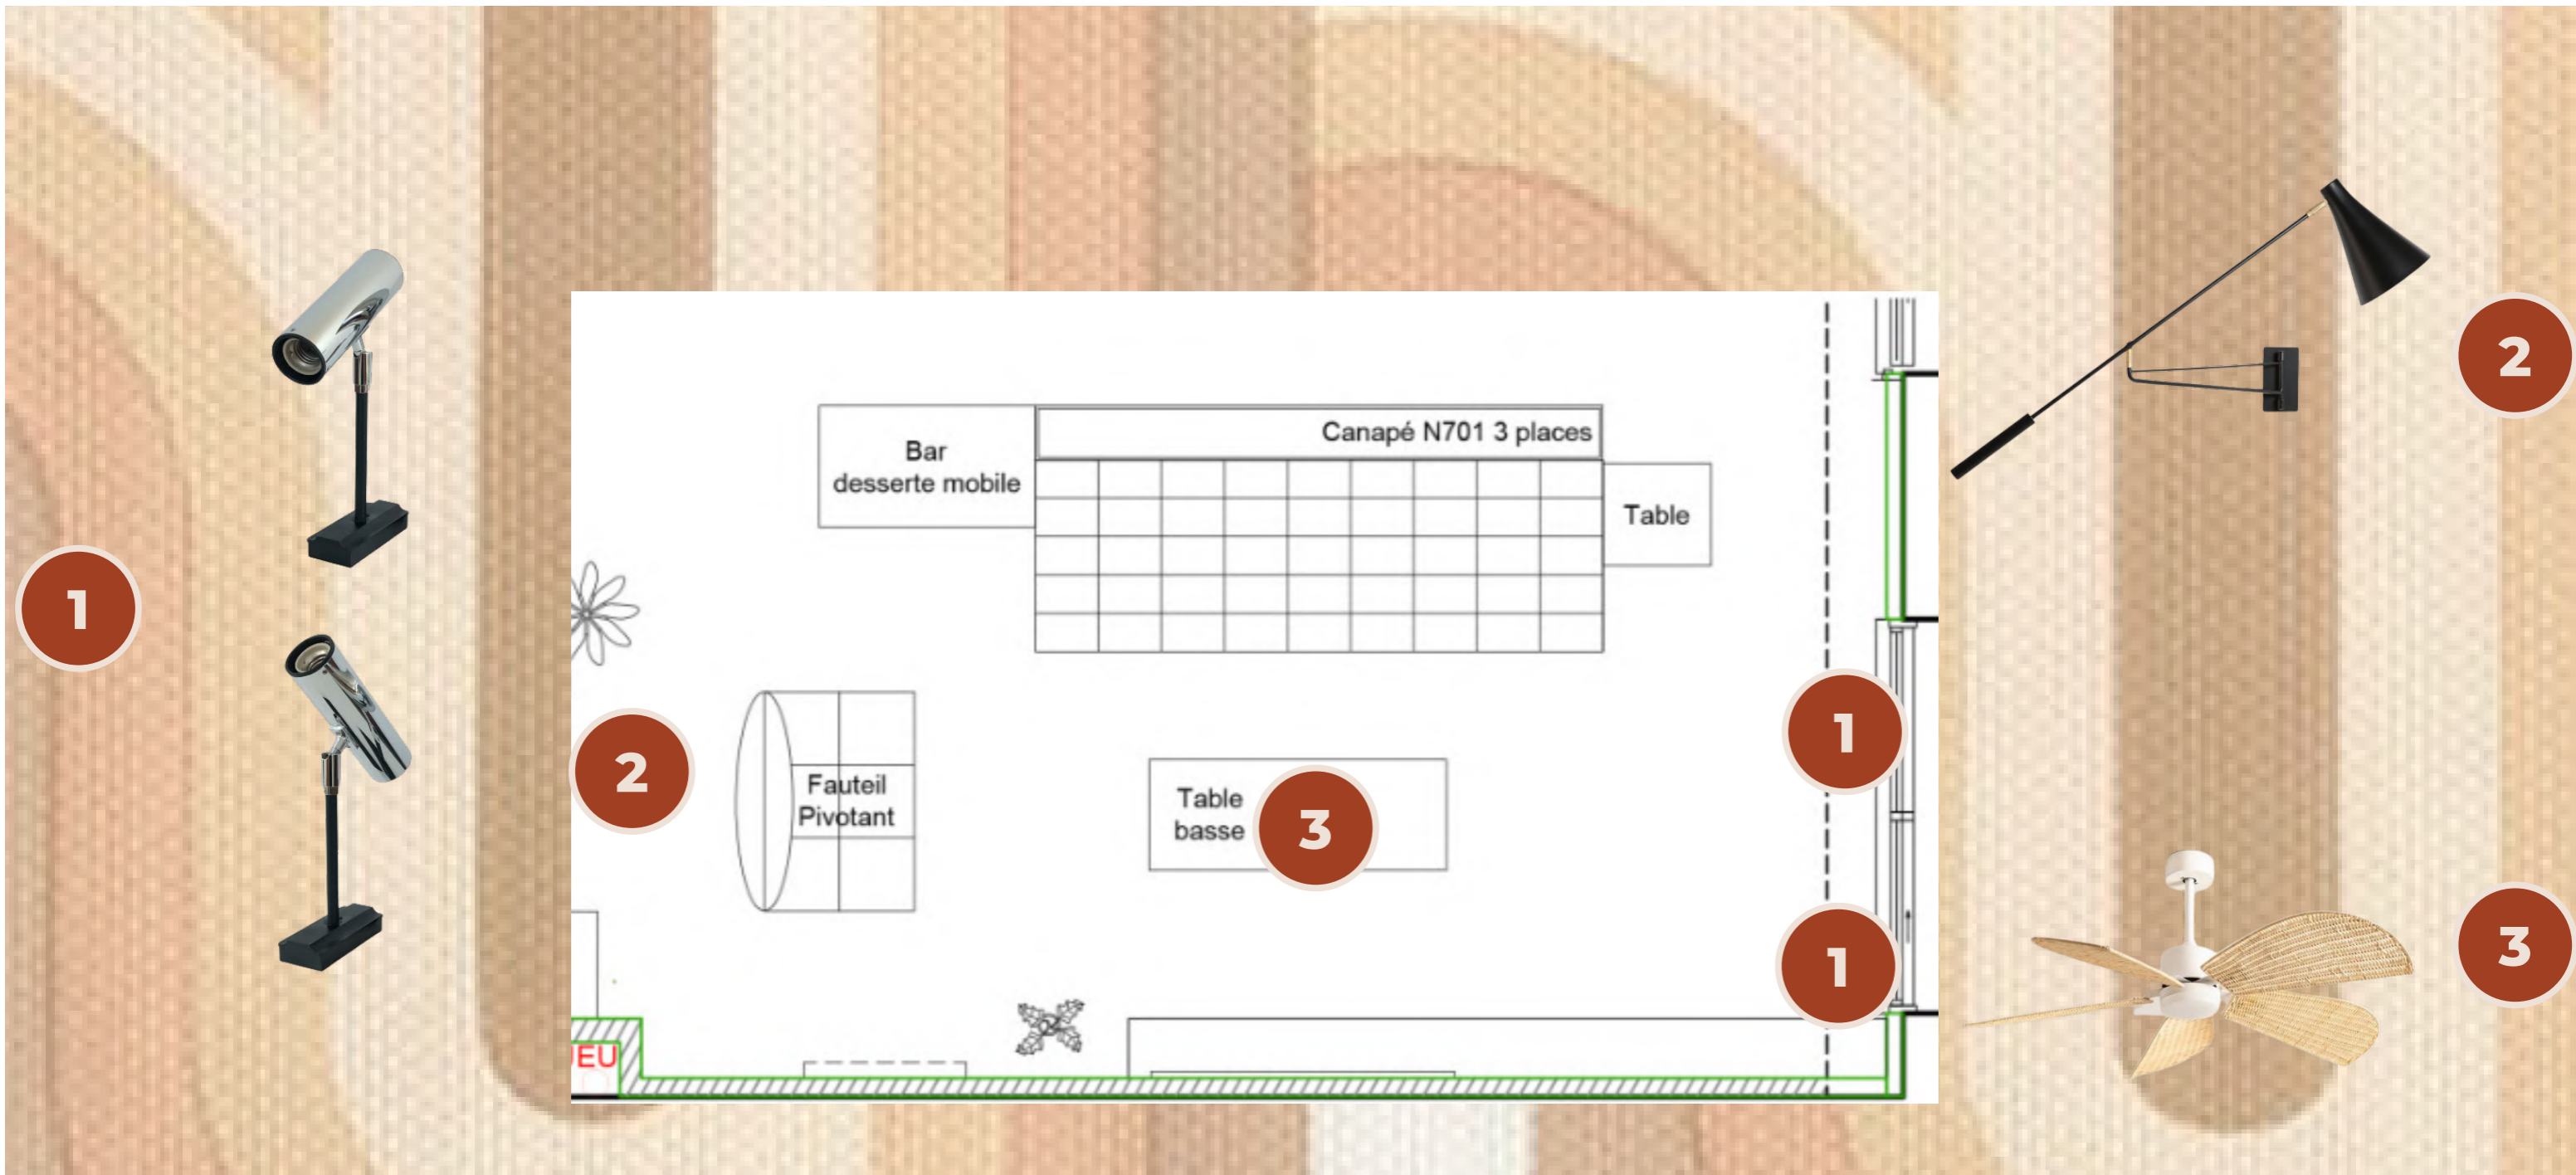 2
Canapé N701 3 places
Bar
desserte mobile
Table
1
1
2
Fauteil
Pivotant
Table
basse
3
3
1
JEU